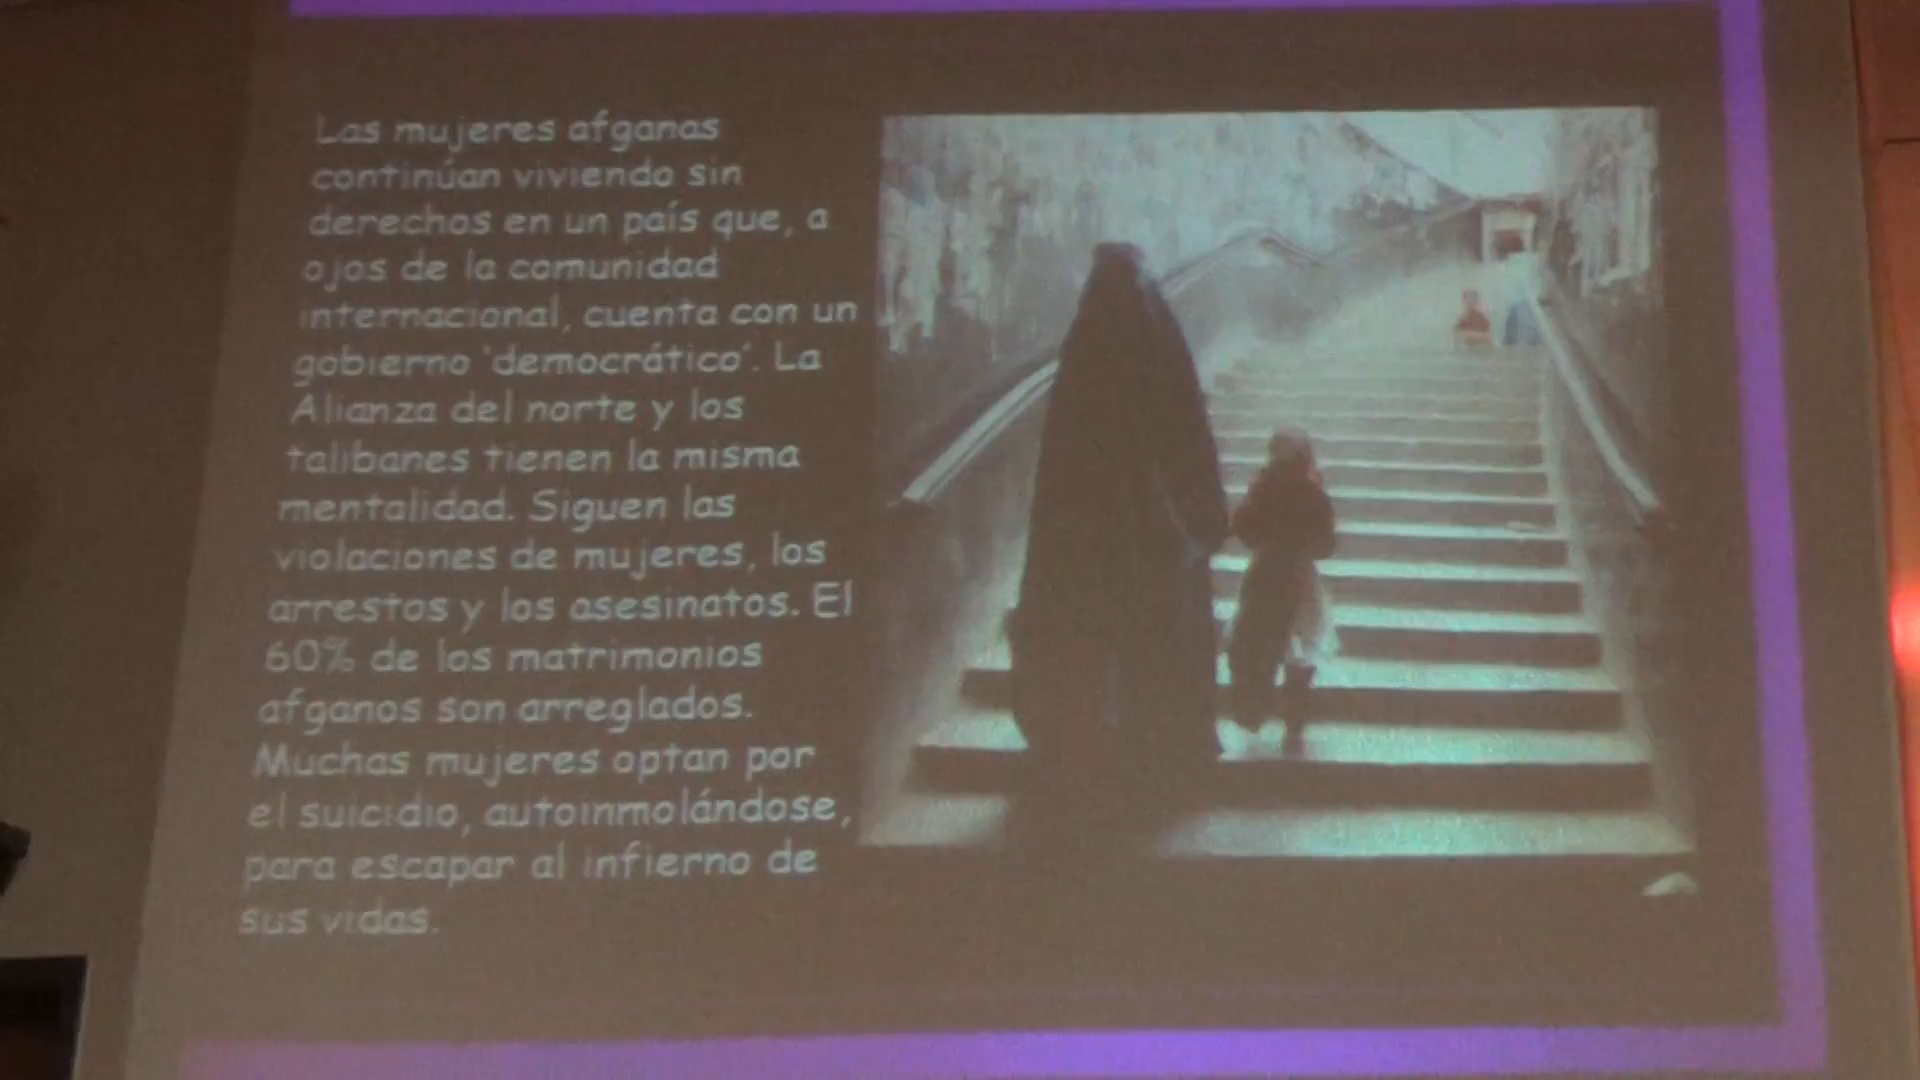 Las mujeres afganas
continúan viviendo sin
derechos en un país que, a
ojos de la comunidad
internacional, cuenta con un
gobierno 'democrático'. La
Alianza del norte y los
talibanes tienen la misma
mentalidad. Siguen las
violaciones de mujeres, los
arrestos y los asesinatos. El
60% de los matrimonios
afganos son arreglados.
Muchas mujeres optan por
el suicidio, autoinmolándose,
para escapar al infierno de
sus vidas.